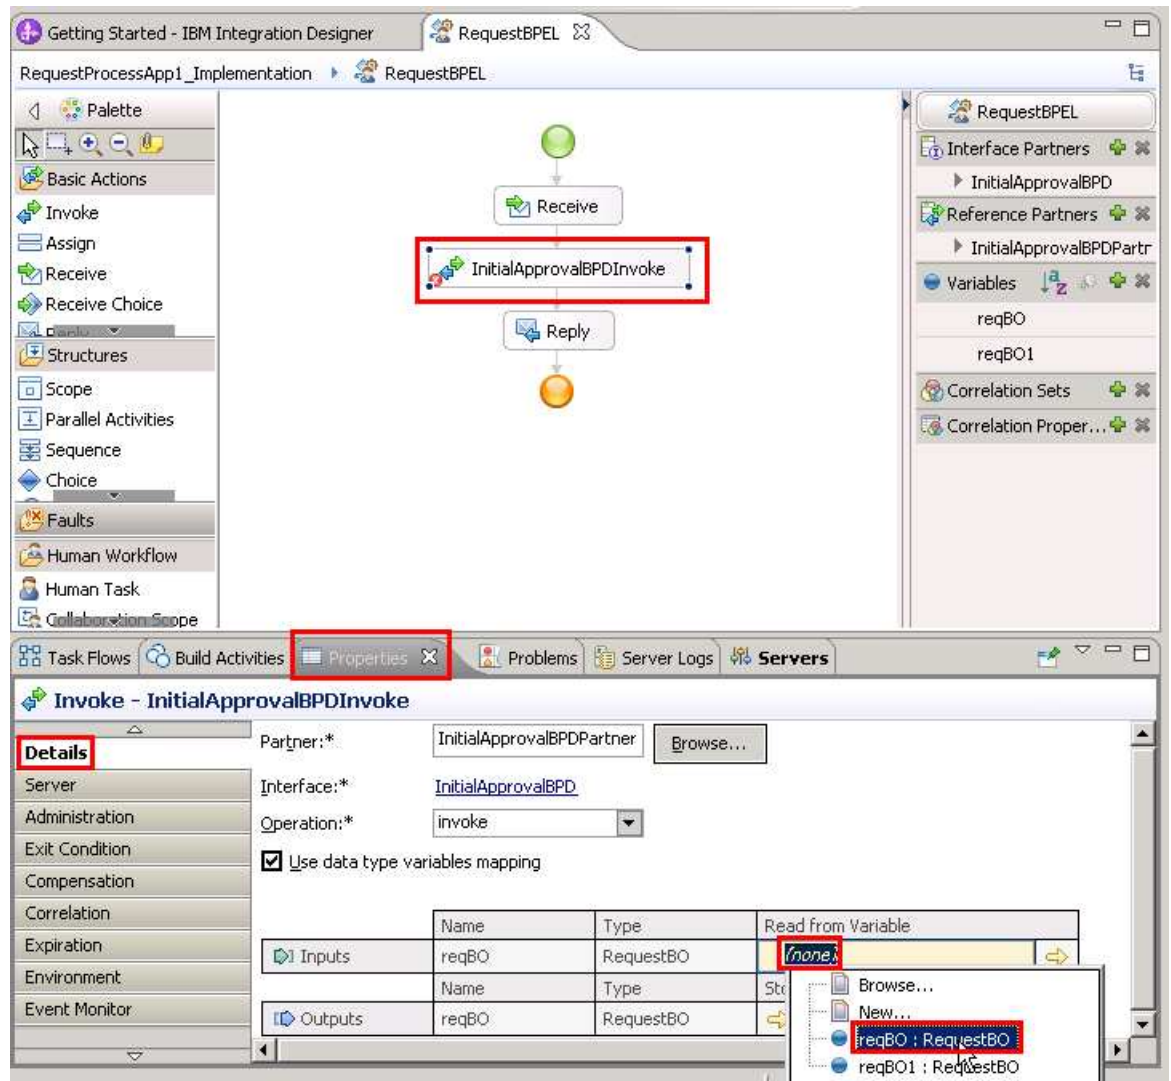 Getting Started - IBM Integration Designer
RequestBPEL
RequestProcessApp1_Implementation
RequestBPEL
Palette
Basic Actions
Invoke
Assign
Receive
Receive Choice
Structures
Scope
Parallel Activities
Sequence
Choice
Faults
Human Workflow
Human Task
Collaboration Scope
Receive
InitialApprovalBPDInvoke
Reply
RequestBPEL
Interface Partners
InitialApprovalBPD
Reference Partners
InitialApprovalBPDPartr
Variables
reqBO
reqBO1
Correlation Sets
Correlation Proper...
Task Flows Build Activities Properties Problems Server Logs Servers
Invoke - InitialApprovalBPDInvoke
Details
Server
Administration
Exit Condition
Compensation
Correlation
Expiration
Environment
Event Monitor
Partner:* InitialApprovalBPDPartner Browse...
Interface:* InitialApprovalBPD
Operation:* invoke
Use data type variables mapping
Name Type Read from Variable
Inputs reqBO RequestBO (none)
Name Type
Outputs reqBO RequestBO
Browse...
New...
reqBO : RequestBO
reqBO1 : RequestBO